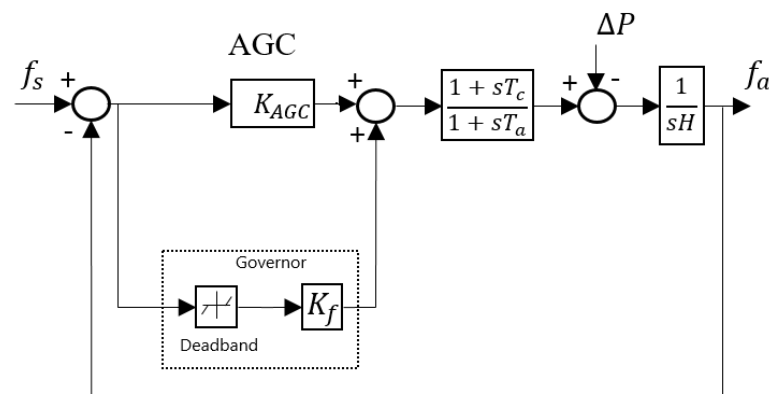 ΔP
AGC
f_s
+
-
K_AGC
+
+
1 + sT_c
1 + sT_a
+
-
1
sH
f_a
Governor
K_f
Deadband